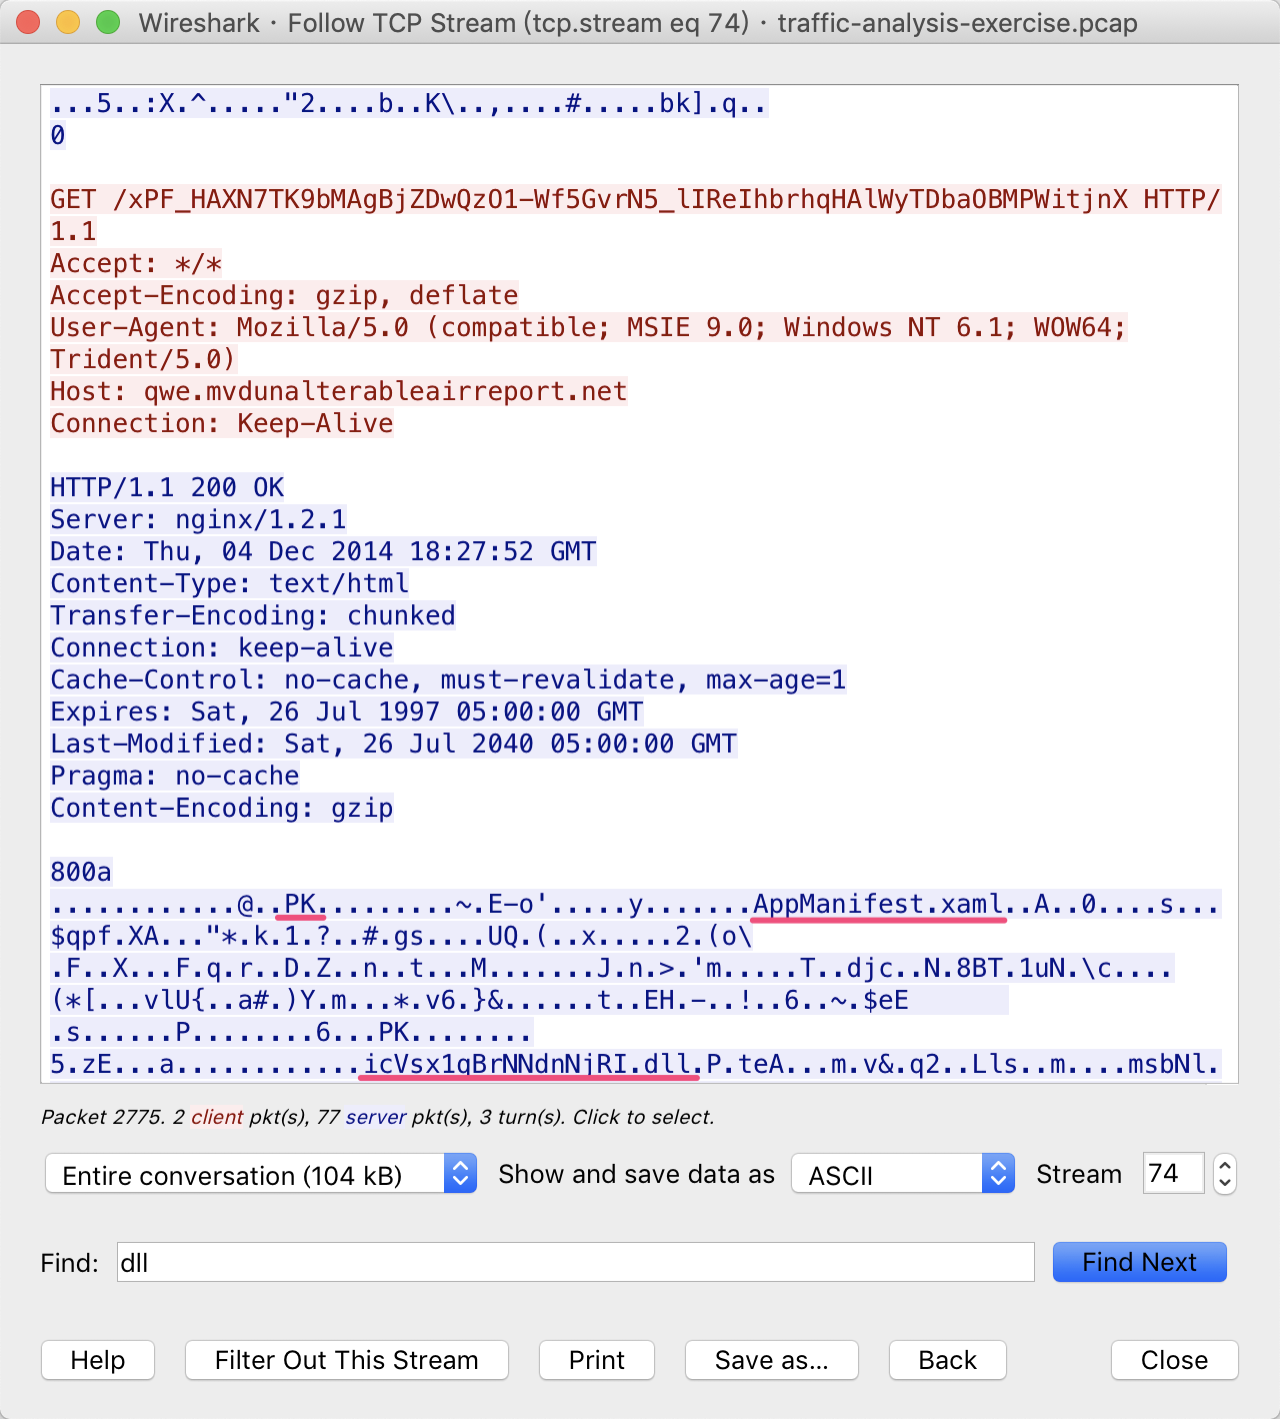 Wireshark · Follow TCP Stream (tcp.stream eq 74) · traffic-analysis-exercise.pcap
...5..:X.^....."2....b..K\..,....#.....bk].q..
0
GET /xPF_HAXN7TK9bMAgBjZDwQzO1-Wf5GvrN5_lIReIhbrhqHAlWyTDbaOBMPWitjnX HTTP/
1.1
Accept: */*
Accept-Encoding: gzip, deflate
User-Agent: Mozilla/5.0 (compatible; MSIE 9.0; Windows NT 6.1; WOW64;
Trident/5.0)
Host: qwe.mvdunalterableairreport.net
Connection: Keep-Alive
HTTP/1.1 200 OK
Server: nginx/1.2.1
Date: Thu, 04 Dec 2014 18:27:52 GMT
Content-Type: text/html
Transfer-Encoding: chunked
Connection: keep-alive
Cache-Control: no-cache, must-revalidate, max-age=1
Expires: Sat, 26 Jul 1997 05:00:00 GMT
Last-Modified: Sat, 26 Jul 2040 05:00:00 GMT
Pragma: no-cache
Content-Encoding: gzip
800a
............@..PK.........~.E-o'.....y.......AppManifest.xaml..A..0....s...
$qpf.XA..."*.k.1.?..#.gs....UQ.(..x.....2.(o\
.F..X...F.q.r..D.Z..n..t...M.......J.n.>.'m.....T..djc..N.8BT.1uN.\c....
(*[...vlU{..a#.)Y.m...*.v6.}&......t..EH.-..!..6..~.$eE
.s......P........6...PK........
5.zE...a............icVsx1qBrNNdnNjRI.dll.P.teA...m.v&.q2..Lls..m....msbNl.
Packet 2775. 2 client pkt(s), 77 server pkt(s), 3 turn(s). Click to select.
Entire conversation (104 kB) Show and save data as ASCII Stream 74
Find: dll Find Next
Help Filter Out This Stream Print Save as... Back Close